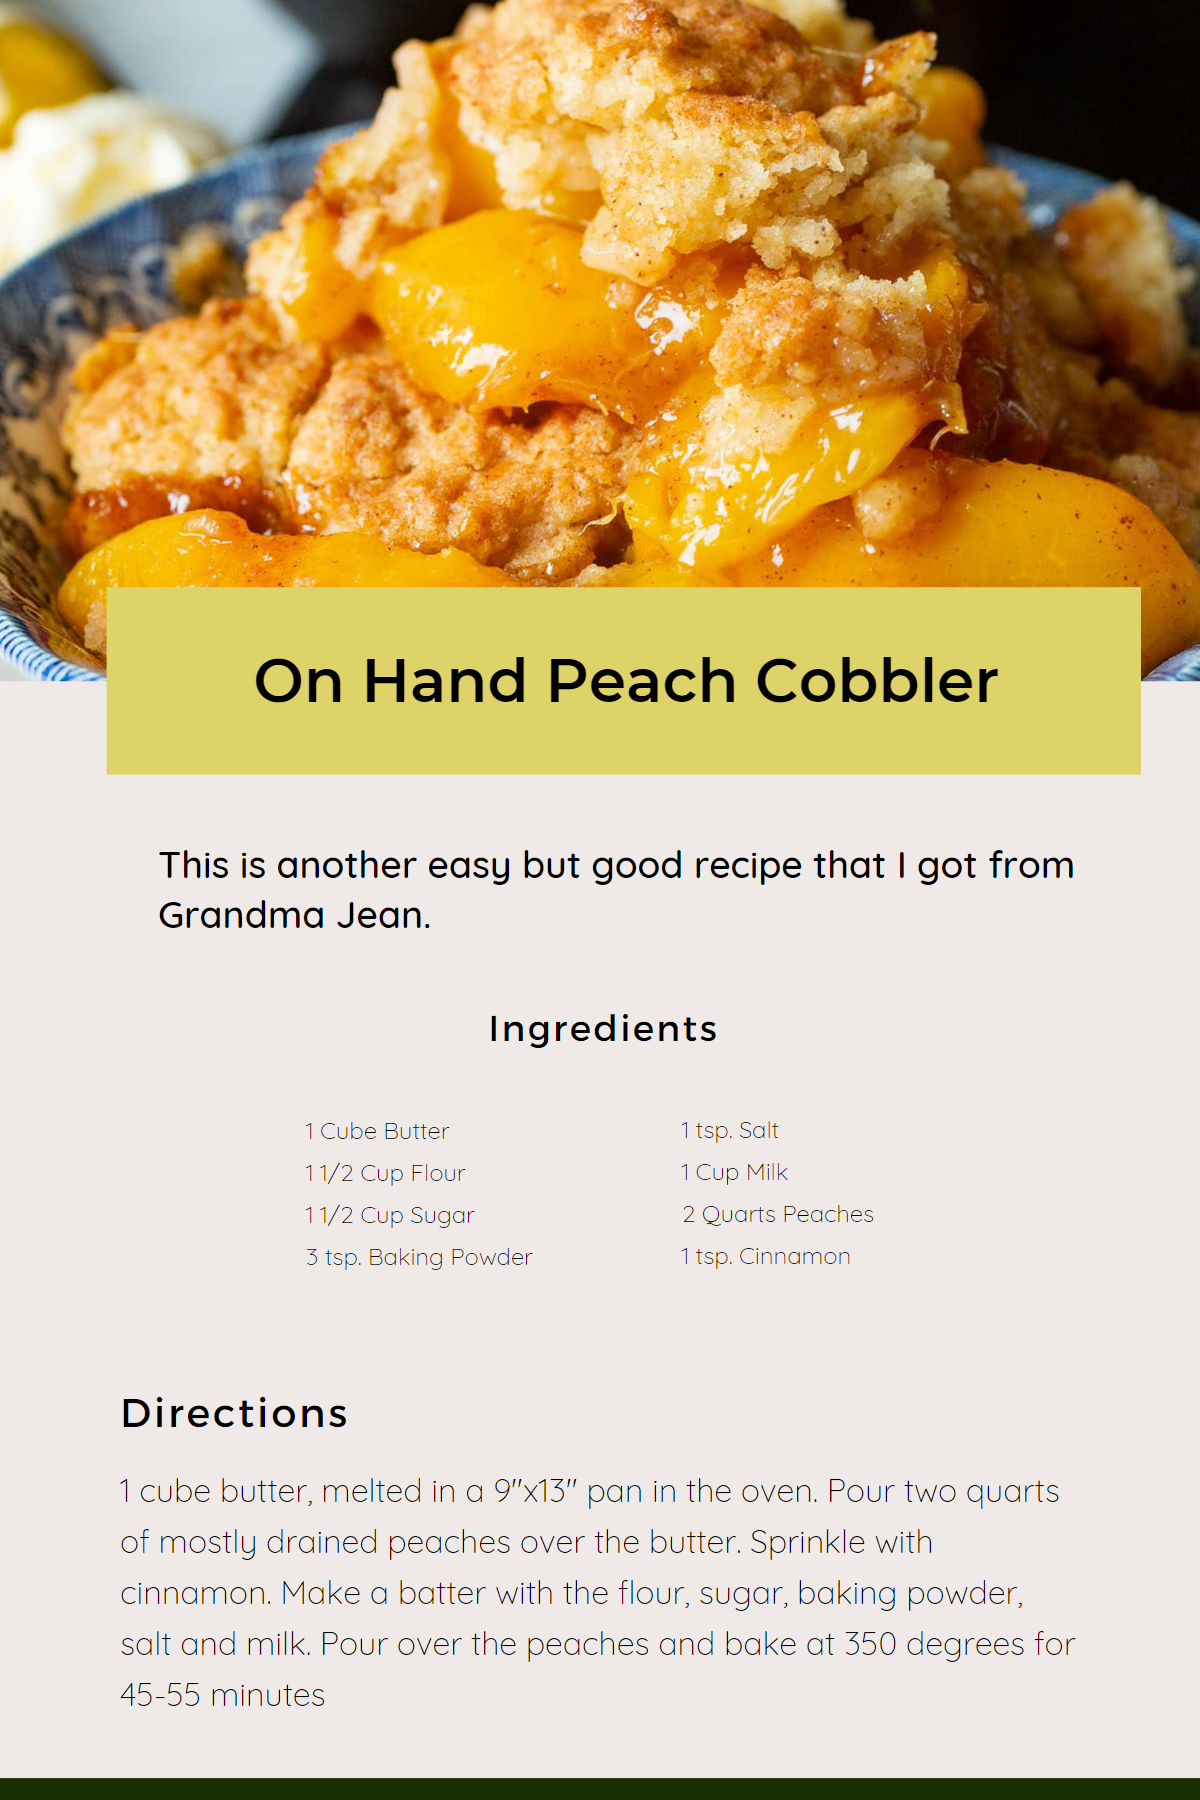 On Hand Peach Cobbler
This is another easy but good recipe that I got from
Grandma Jean.
Ingredients
1 Cube Butter
1 1/2 Cup Flour
1 1/2 Cup Sugar
3 tsp. Baking Powder
1 tsp. Salt
1 Cup Milk
2 Quarts Peaches
1 tsp. Cinnamon
Directions
1 cube butter, melted in a 9"x13" pan in the oven. Pour two quarts
of mostly drained peaches over the butter. Sprinkle with
cinnamon. Make a batter with the flour, sugar, baking powder,
salt and milk. Pour over the peaches and bake at 350 degrees for
45-55 minutes